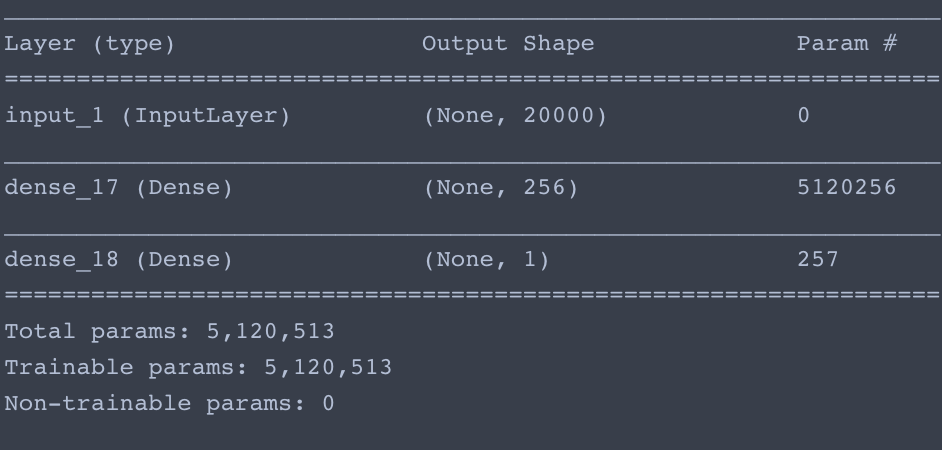 Layer (type) Output Shape Param #
=================================================================
input_1 (InputLayer) (None, 20000) 0
_________________________________________________________________
dense_17 (Dense) (None, 256) 5120256
_________________________________________________________________
dense_18 (Dense) (None, 1) 257
=================================================================
Total params: 5,120,513
Trainable params: 5,120,513
Non-trainable params: 0